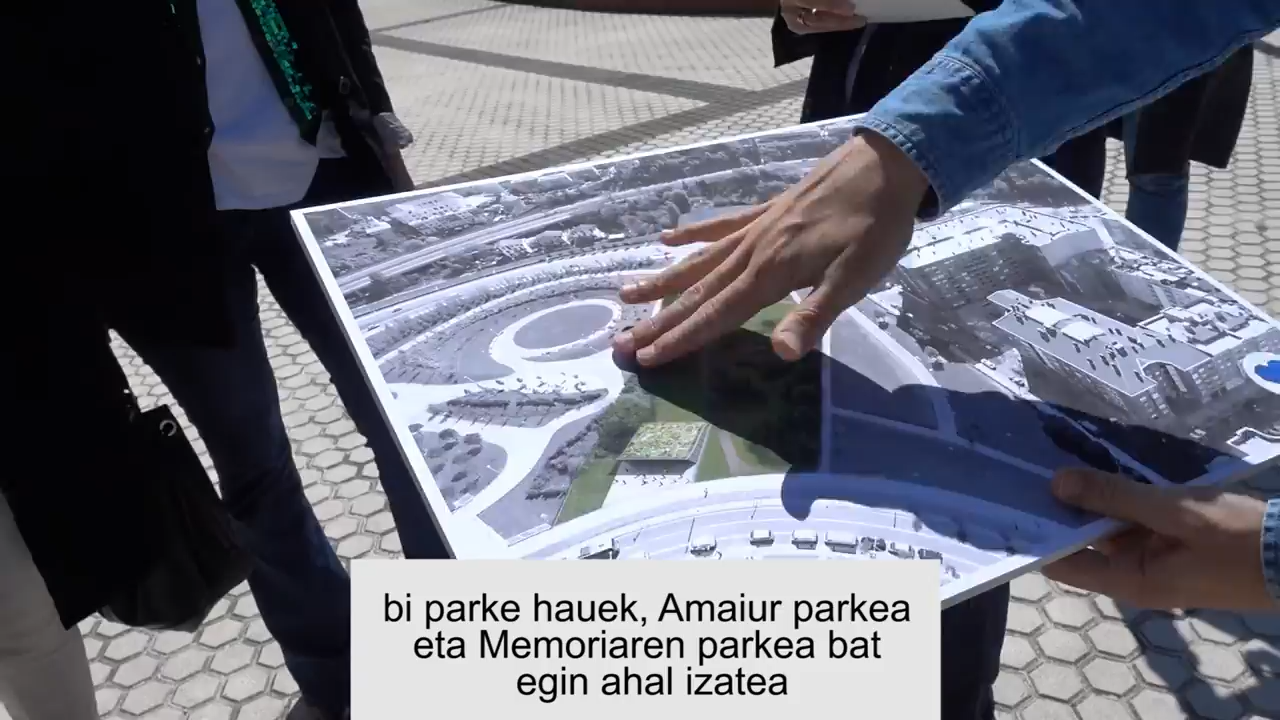 bi parke hauek, Amaiur parkea
eta Memoriaren parkea bat
egin ahal izatea